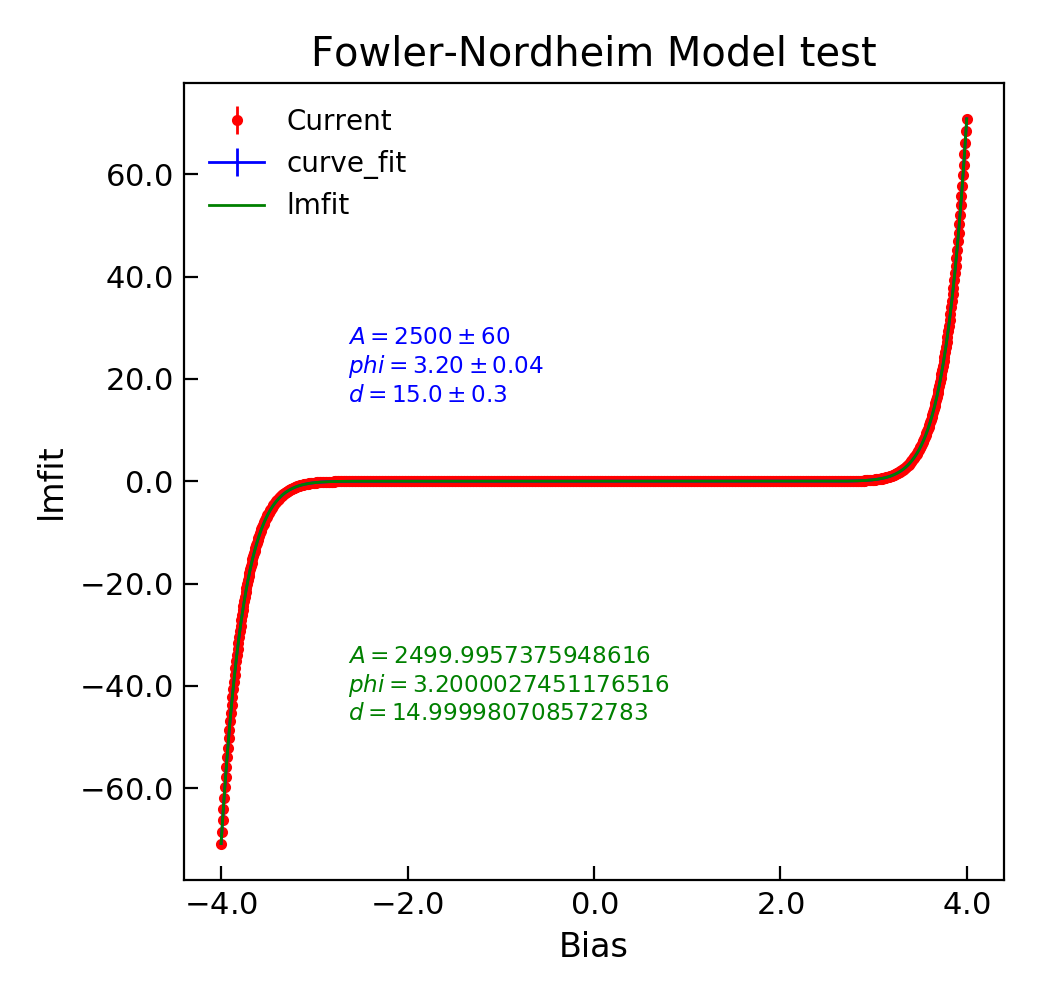 Fowler-Nordheim Model test
Current
curve_fit
lmfit
60.0
40.0
20.0
0.0
−20.0
−40.0
−60.0
lmfit
A = 2500 ± 60
phi = 3.20 ± 0.04
d = 15.0 ± 0.3
A = 2499.9957375948616
phi = 3.2000027451176516
d = 14.999980708572783
−4.0 −2.0 0.0 2.0 4.0
Bias